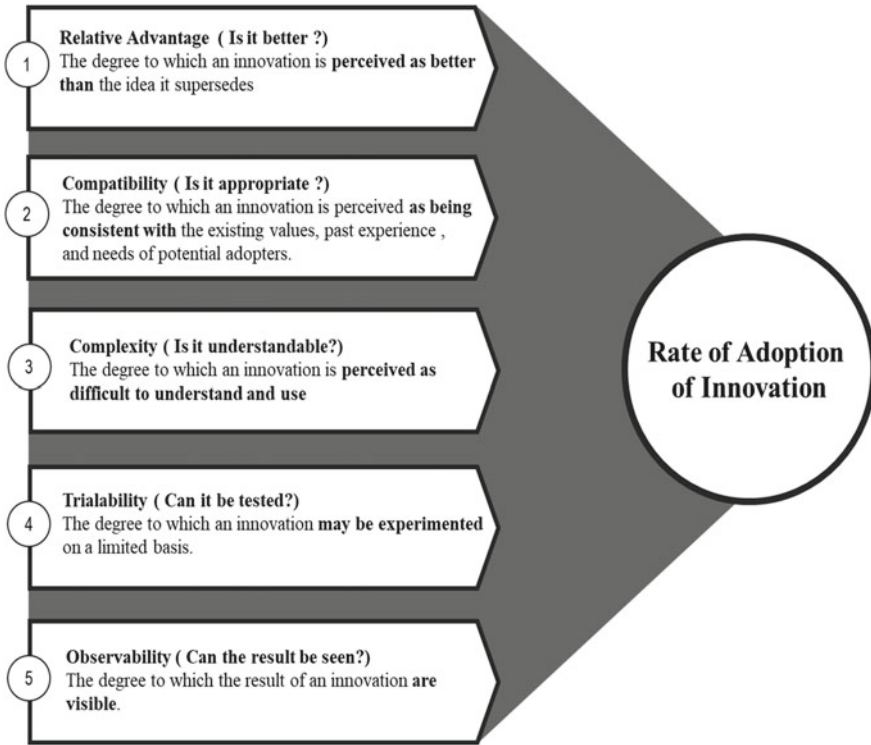 1
Relative Advantage ( Is it better ?)
The degree to which an innovation is perceived as better
than the idea it supersedes
2
Compatibility ( Is it appropriate ?)
The degree to which an innovation is perceived as being
consistent with the existing values, past experience ,
and needs of potential adopters.
3
Complexity ( Is it understandable?)
The degree to which an innovation is perceived as
difficult to understand and use
4
Trialability ( Can it be tested?)
The degree to which an innovation may be experimented
on a limited basis.
5
Observability ( Can the result be seen?)
The degree to which the result of an innovation are
visible.
Rate of Adoption
of Innovation